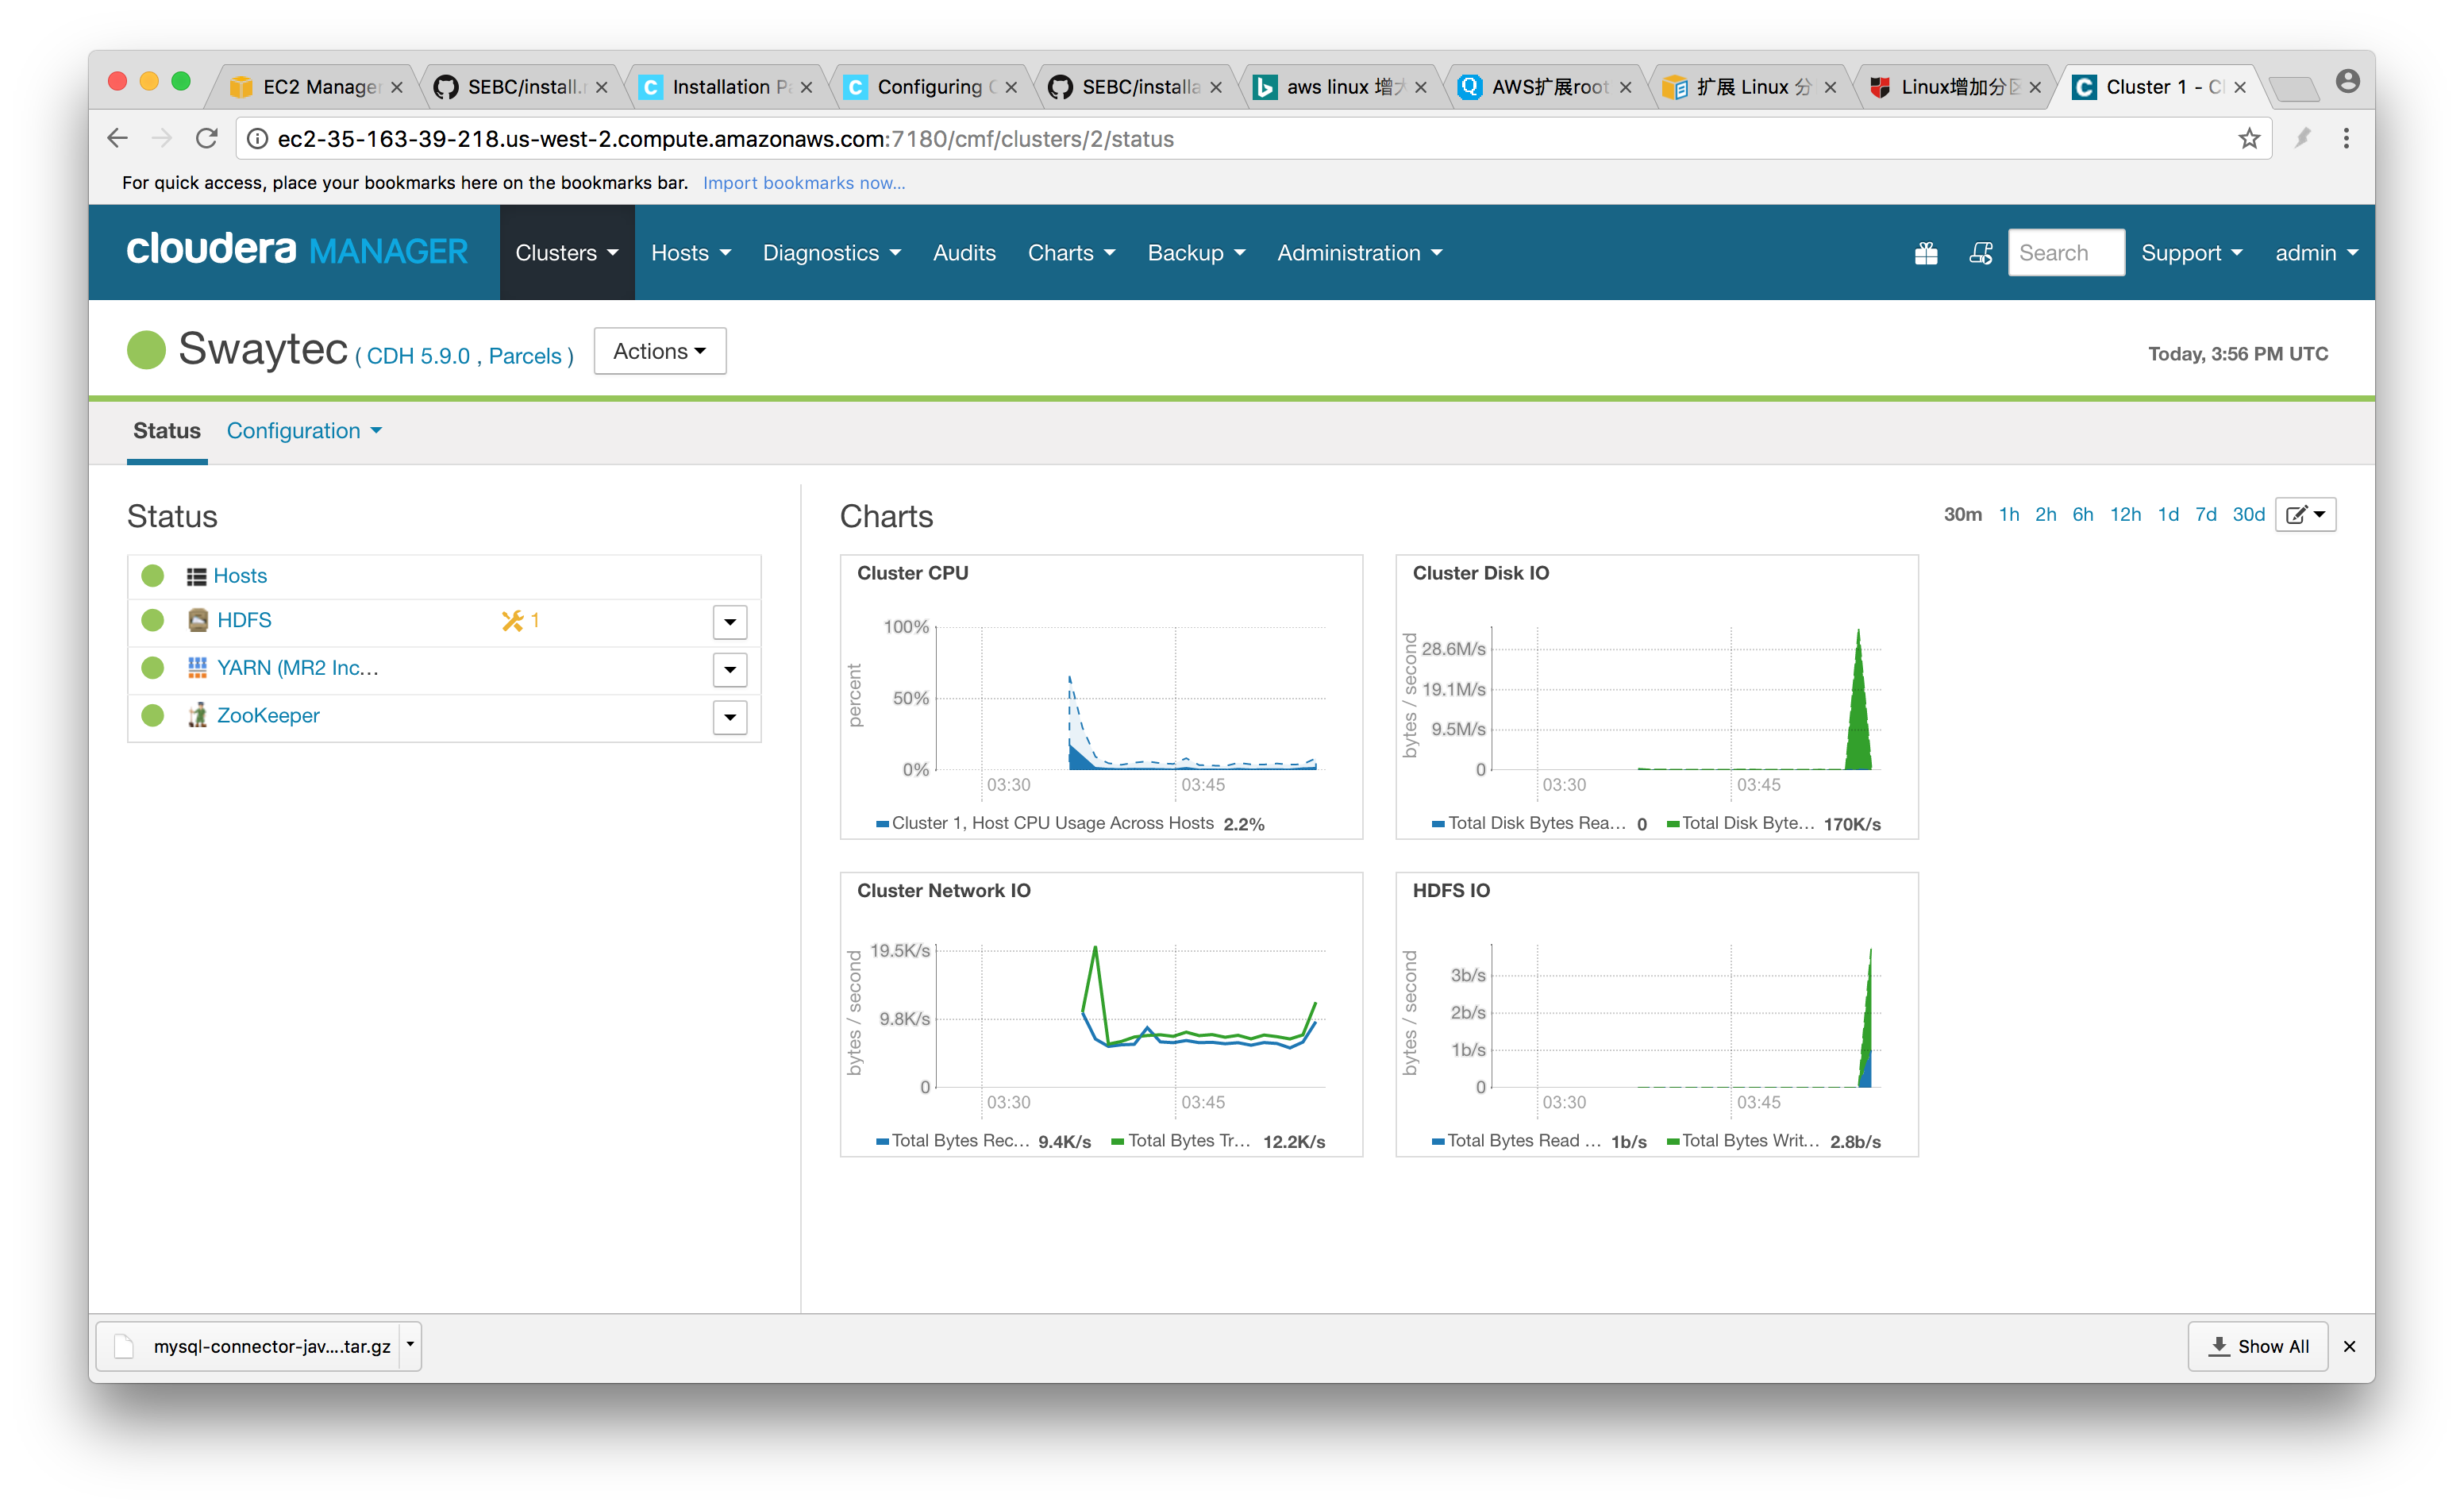 EC2 Manager
SEBC/install.r
Installation Pa
Configuring C
SEBC/installa
aws linux 增大
AWS扩展root
扩展 Linux 分
Linux增加分区
Cluster 1 - Cl
ec2-35-163-39-218.us-west-2.compute.amazonaws.com:7180/cmf/clusters/2/status
For quick access, place your bookmarks here on the bookmarks bar. Import bookmarks now...
cloudera MANAGER Clusters Hosts Diagnostics Audits Charts Backup Administration Search Support admin
Swaytec ( CDH 5.9.0 , Parcels ) Actions Today, 3:56 PM UTC
Status Configuration
Status
Hosts
HDFS 1
YARN (MR2 Inc...
ZooKeeper
Charts 30m 1h 2h 6h 12h 1d 7d 30d
Cluster CPU
percent
100%
50%
0%
03:30 03:45
Cluster 1, Host CPU Usage Across Hosts 2.2%
Cluster Disk IO
bytes / second
28.6M/s
19.1M/s
9.5M/s
0
03:30 03:45
Total Disk Bytes Rea... 0 Total Disk Byte... 170K/s
Cluster Network IO
bytes / second
19.5K/s
9.8K/s
0
03:30 03:45
Total Bytes Rec... 9.4K/s Total Bytes Tr... 12.2K/s
HDFS IO
bytes / second
3b/s
2b/s
1b/s
0
03:30 03:45
Total Bytes Read ... 1b/s Total Bytes Writ... 2.8b/s
mysql-connector-jav....tar.gz Show All